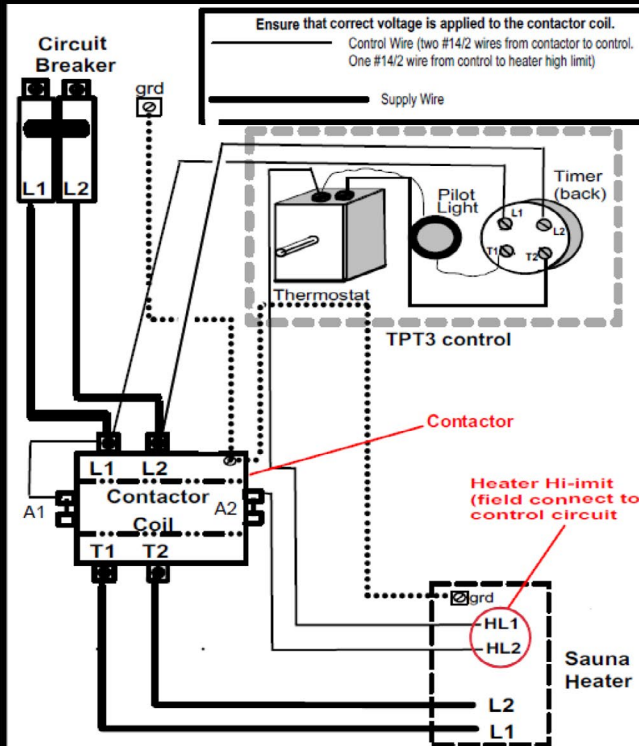 Ensure that correct voltage is applied to the contactor coil.
Control Wire (two #14/2 wires from contactor to control.
One #14/2 wire from control to heater high limit)
Supply Wire
Circuit
Breaker
grd
L1
L2
Timer
(back)
Pilot
Light
L1
L2
T1
T2
Thermostat
TPT3 control
Contactor
L1
L2
Contactor
Coil
A1
A2
T1
T2
Heater Hi-imit
(field connect to
control circuit
grd
HL1
HL2
Sauna
Heater
L2
L1